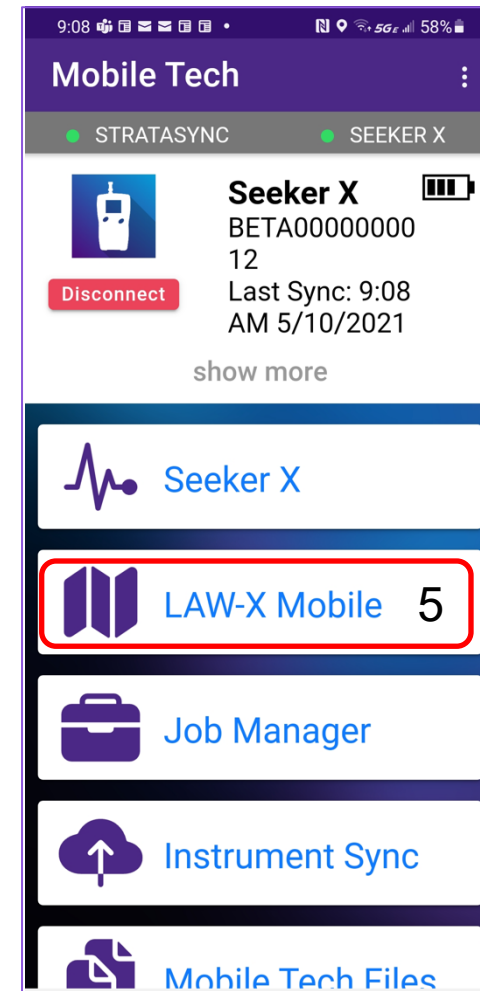 9:08 5GE 58%
Mobile Tech
STRATASYNC SEEKER X
Seeker X
BETA00000000
12
Disconnect
Last Sync: 9:08
AM 5/10/2021
show more
Seeker X
LAW-X Mobile 5
Job Manager
Instrument Sync
Mobile Tech Files